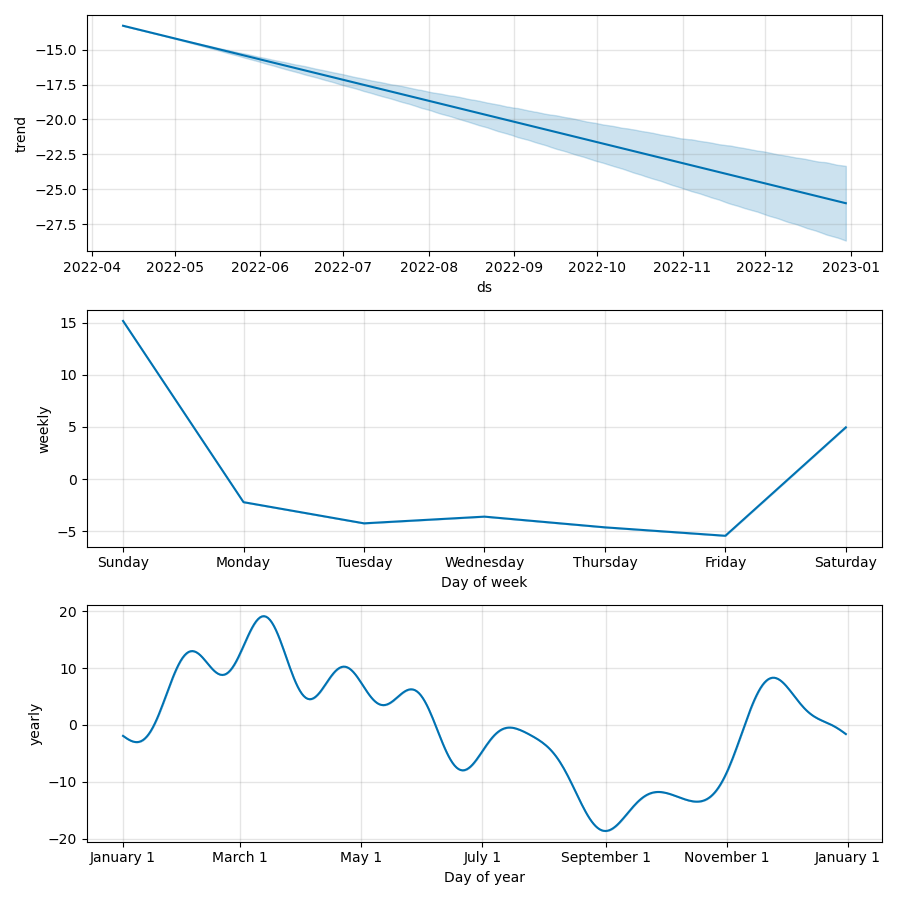 −15.0
−17.5
−20.0
−22.5
−25.0
−27.5
trend
2022-04 2022-05 2022-06 2022-07 2022-08 2022-09 2022-10 2022-11 2022-12 2023-01
ds
15
10
5
0
−5
weekly
Sunday Monday Tuesday Wednesday Thursday Friday Saturday
Day of week
20
10
0
−10
−20
yearly
January 1 March 1 May 1 July 1 September 1 November 1 January 1
Day of year